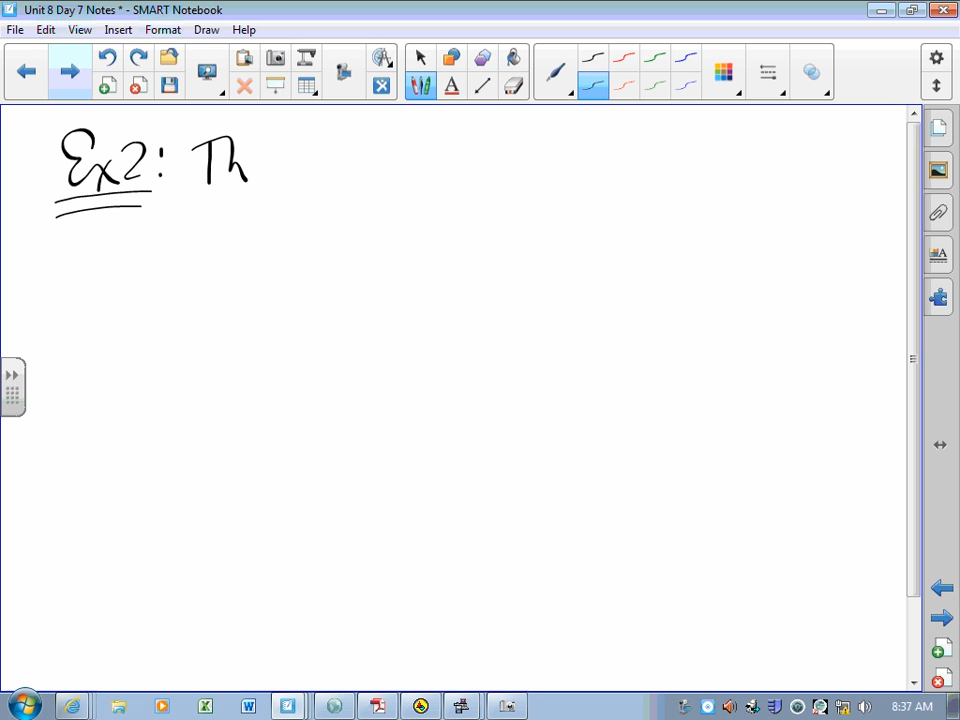 Unit 8 Day 7 Notes * - SMART Notebook
File Edit View Insert Format Draw Help
Ex2: Th
8:37 AM